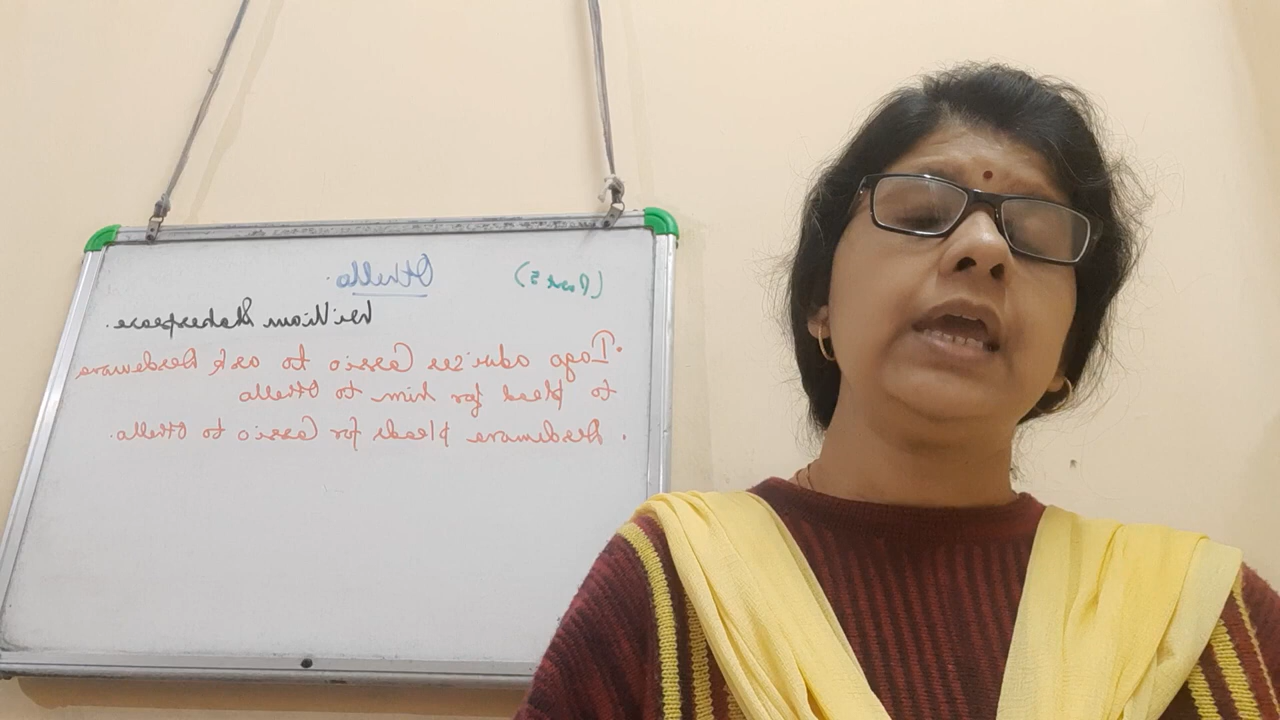 (Part 5)
Othello.
William Shakespeare.
• Iago advises Cassio to ask Desdemona
to plead for him to Othello
• Desdemona pleads for Cassio to Othello.